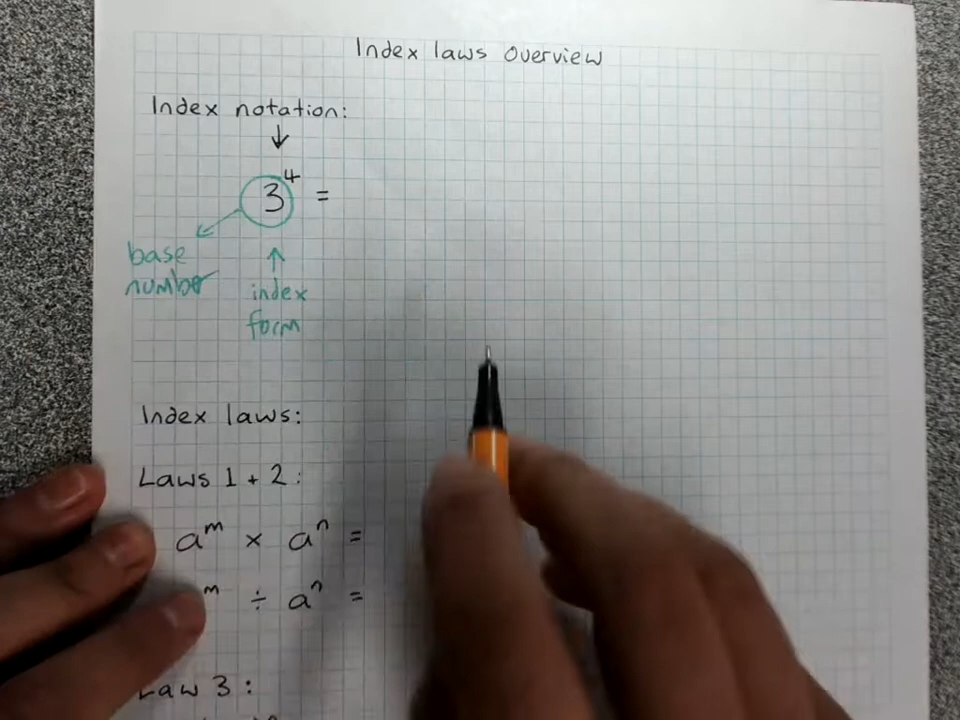 Index laws Overview
Index notation:
3⁴ =
base
number
index
form
Index laws:
Laws 1 + 2:
aᵐ × aⁿ =
ᵐ ÷ aⁿ =
Law 3: